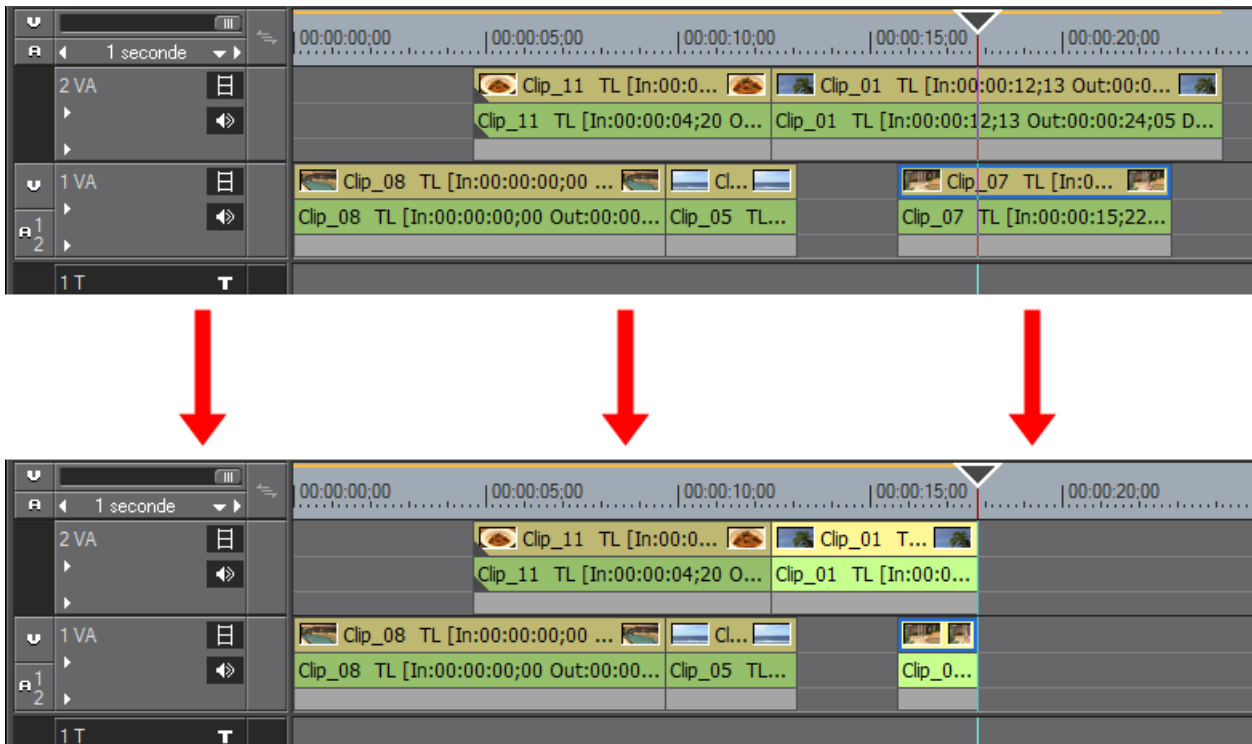 00:00:00;00 00:00:05;00 00:00:10;00 00:00:15;00 00:00:20;00
A 1 seconde
2 VA Clip_11 TL [In:00:0... Clip_01 TL [In:00:00:12;13 Out:00:0...
Clip_11 TL [In:00:00:04;20 O... Clip_01 TL [In:00:00:12;13 Out:00:00:24;05 D...
1 VA Clip_08 TL [In:00:00:00;00 ... Cl... Clip_07 TL [In:0...
A 1 2 Clip_08 TL [In:00:00:00;00 Out:00:00... Clip_05 TL... Clip_07 TL [In:00:00:15;22...
1 T T
00:00:00;00 00:00:05;00 00:00:10;00 00:00:15;00 00:00:20;00
A 1 seconde
2 VA Clip_11 TL [In:00:0... Clip_01 T...
Clip_11 TL [In:00:00:04;20 O... Clip_01 TL [In:00:0...
1 VA Clip_08 TL [In:00:00:00;00 ... Cl...
A 1 2 Clip_08 TL [In:00:00:00;00 Out:00:00... Clip_05 TL... Clip_0...
1 T T